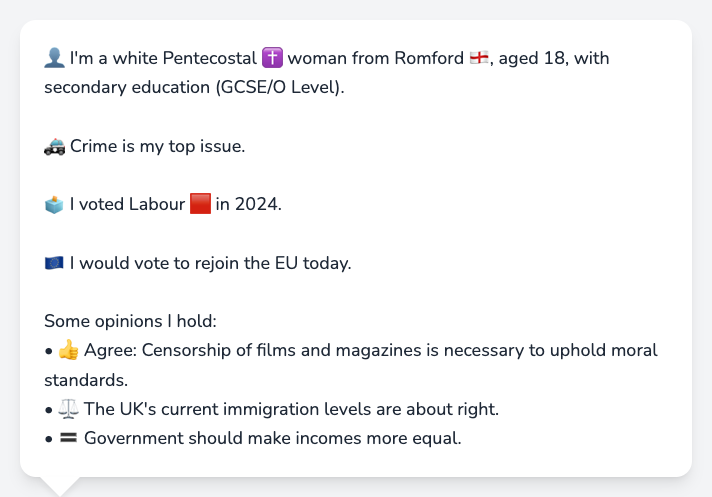 👤 I'm a white Pentecostal ✝️ woman from Romford 🏴󠁧󠁢󠁥󠁮󠁧󠁿, aged 18, with
secondary education (GCSE/O Level).
🚓 Crime is my top issue.
🗳️ I voted Labour 🟥 in 2024.
🇪🇺 I would vote to rejoin the EU today.
Some opinions I hold:
• 👍 Agree: Censorship of films and magazines is necessary to uphold moral
standards.
• ⚖️ The UK's current immigration levels are about right.
• 🟰 Government should make incomes more equal.